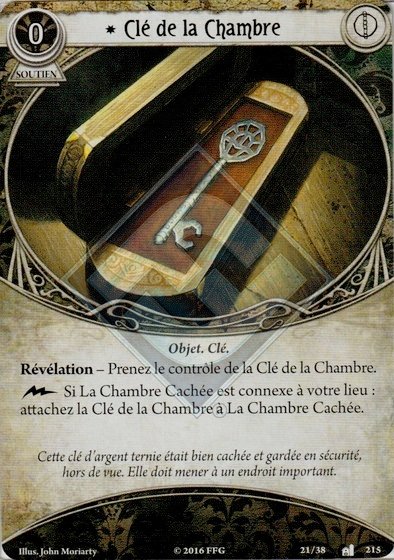 0
* Clé de la Chambre
SOUTIEN
Objet. Clé.
Révélation – Prenez le contrôle de la Clé de la Chambre.
Si La Chambre Cachée est connexe à votre lieu :
attachez la Clé de la Chambre à La Chambre Cachée.
Cette clé d'argent ternie était bien cachée et gardée en sécurité,
hors de vue. Elle doit mener à un endroit important.
Illus. John Moriarty
© 2016 FFG
21/38
215